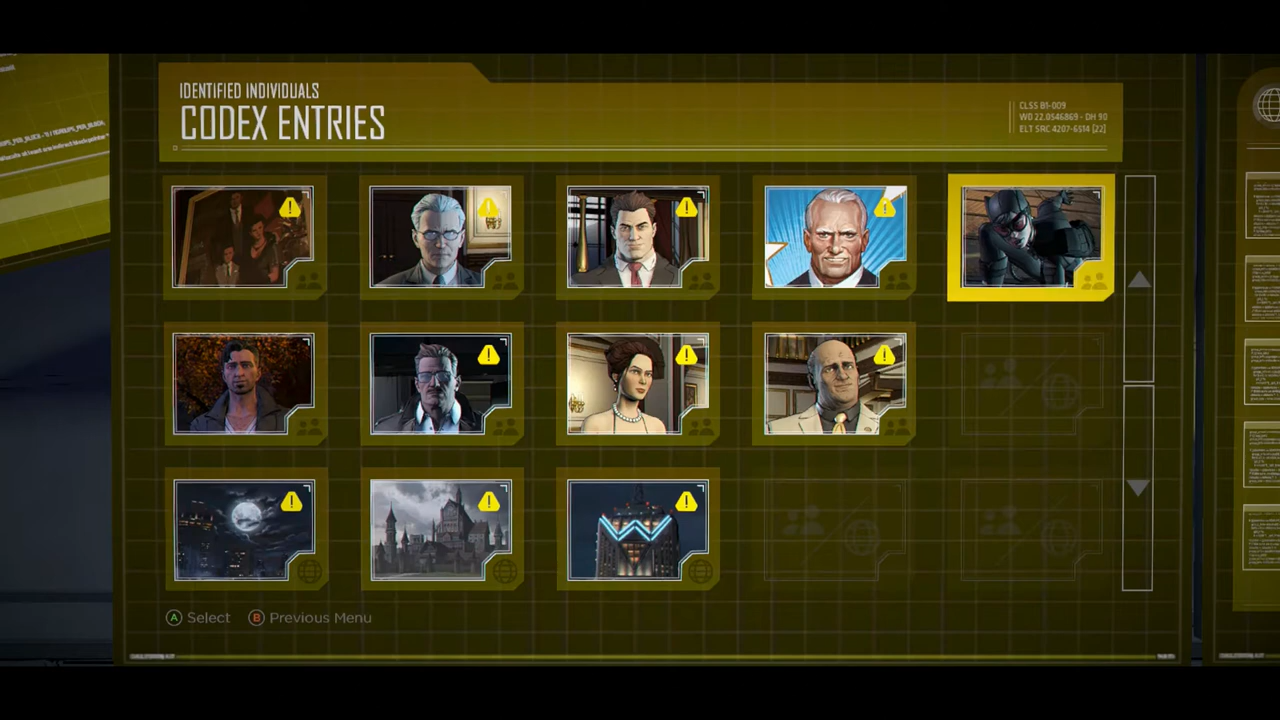 IDENTIFIED INDIVIDUALS
CODEX ENTRIES
CLSS B1-009
WD 22.0546869 - DH 90
ELT SRC 4207-6514 [22]
A Select B Previous Menu